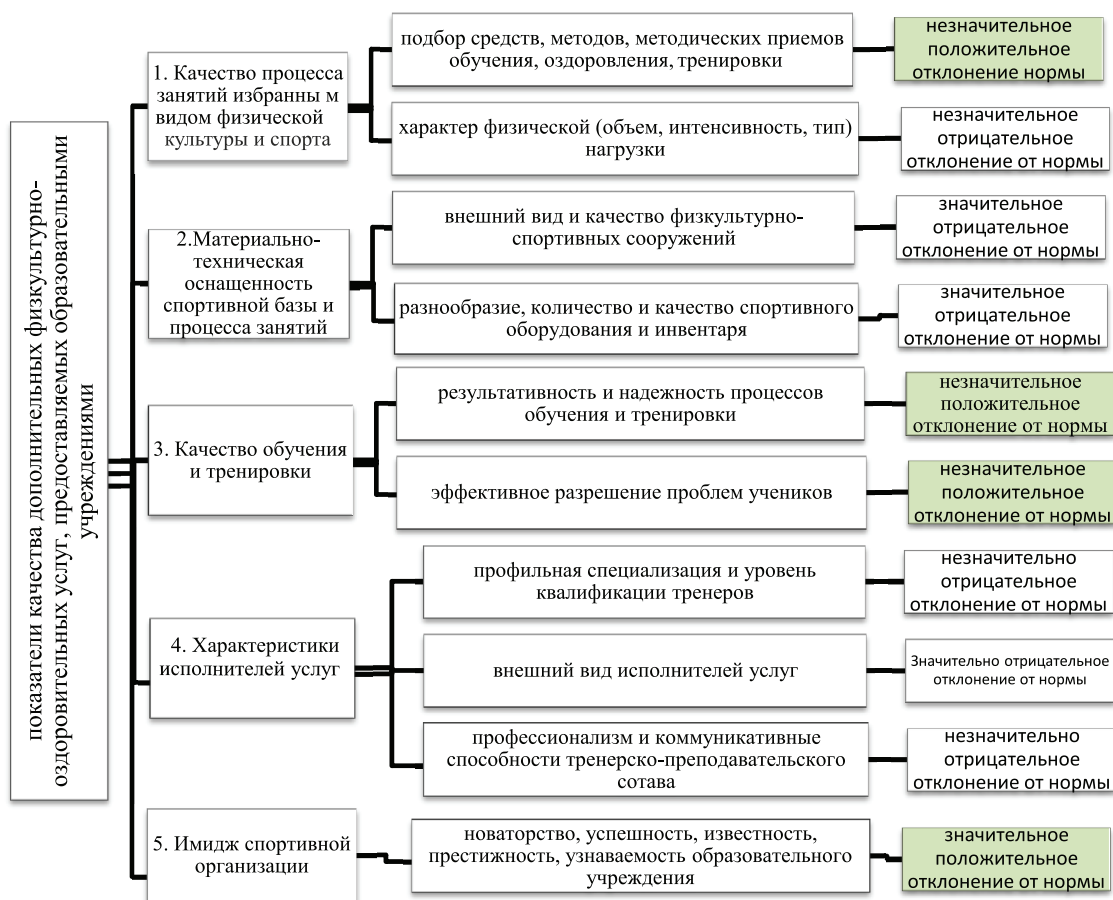 показатели качества дополнительных физкультурно-
оздоровительных услуг, предоставляемых образовательными
учреждениями
1. Качество процесса
занятий избранны м
видом физической
культуры и спорта
подбор средств, методов, методических приемов
обучения, оздоровления, тренировки
незначительное
положительное
отклонение нормы
характер физической (объем, интенсивность, тип)
нагрузки
незначительное
отрицательное
отклонение от нормы
2.Материально-
техническая
оснащенность
спортивной базы и
процесса занятий
внешний вид и качество физкультурно-
спортивных сооружений
значительное
отрицательное
отклонение от нормы
разнообразие, количество и качество спортивного
оборудования и инвентаря
значительное
отрицательное
отклонение от нормы
3. Качество обучения
и тренировки
результативность и надежность процессов
обучения и тренировки
незначительное
положительное
отклонение от нормы
эффективное разрешение проблем учеников
незначительное
положительное
отклонение от нормы
4. Характеристики
исполнителей услуг
профильная специализация и уровень
квалификации тренеров
незначительно
отрицательное
отклонение от нормы
внешний вид исполнителей услуг
Значительно отрицательное
отклонение от нормы
профессионализм и коммуникативные
способности тренерско-преподавательского
сотава
незначительно
отрицательное
отклонение от нормы
5. Имидж спортивной
организации
новаторство, успешность, известность,
престижность, узнаваемость образовательного
учреждения
значительное
положительное
отклонение от нормы